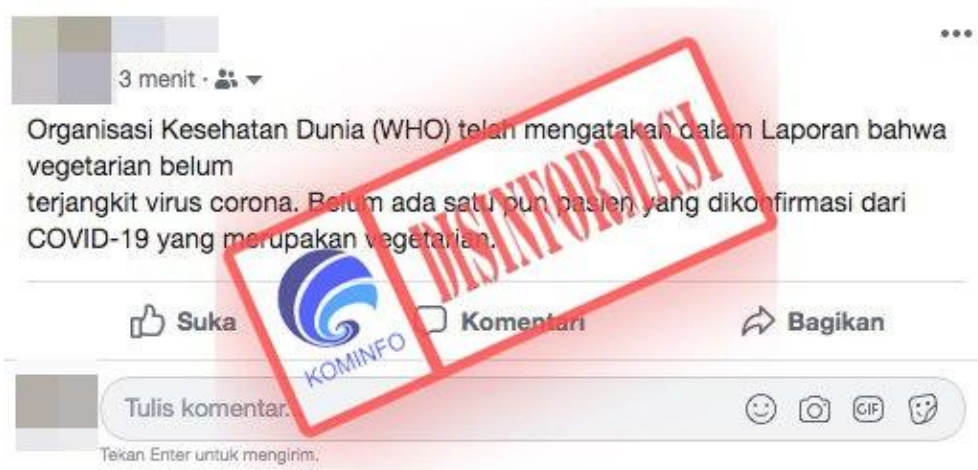 3 menit ·
Organisasi Kesehatan Dunia (WHO) telah mengatakan dalam Laporan bahwa
vegetarian belum
terjangkit virus corona. Belum ada satu pun pasien yang dikonfirmasi dari
COVID-19 yang merupakan vegetarian.
DISINFORMASI
KOMINFO
Suka
Komentari
Bagikan
Tulis komentar.
GIF
Tekan Enter untuk mengirim.